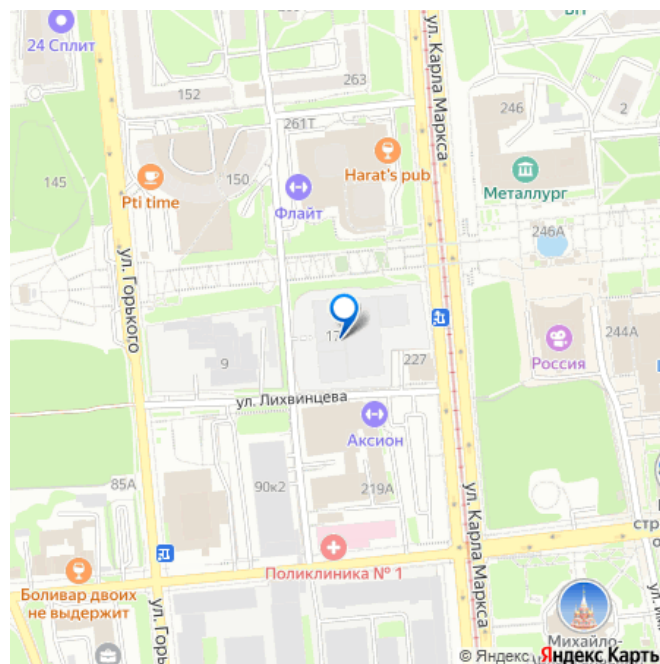 24 Сплит
152
263
261Т
ул. Карла Маркса
246
2
145
Pti time
150
Harat's pub
Флайт
Металлург
246А
ул. Горького
17
9
227
Россия
244А
ул. Лихвинцева
Аксион
85А
90к2
219А
ул. Карла Маркса
Поликлиника № 1
Боливар двоих
не выдержит
ул. Горь
Михайло-
© Яндекс
Яндекс Карть